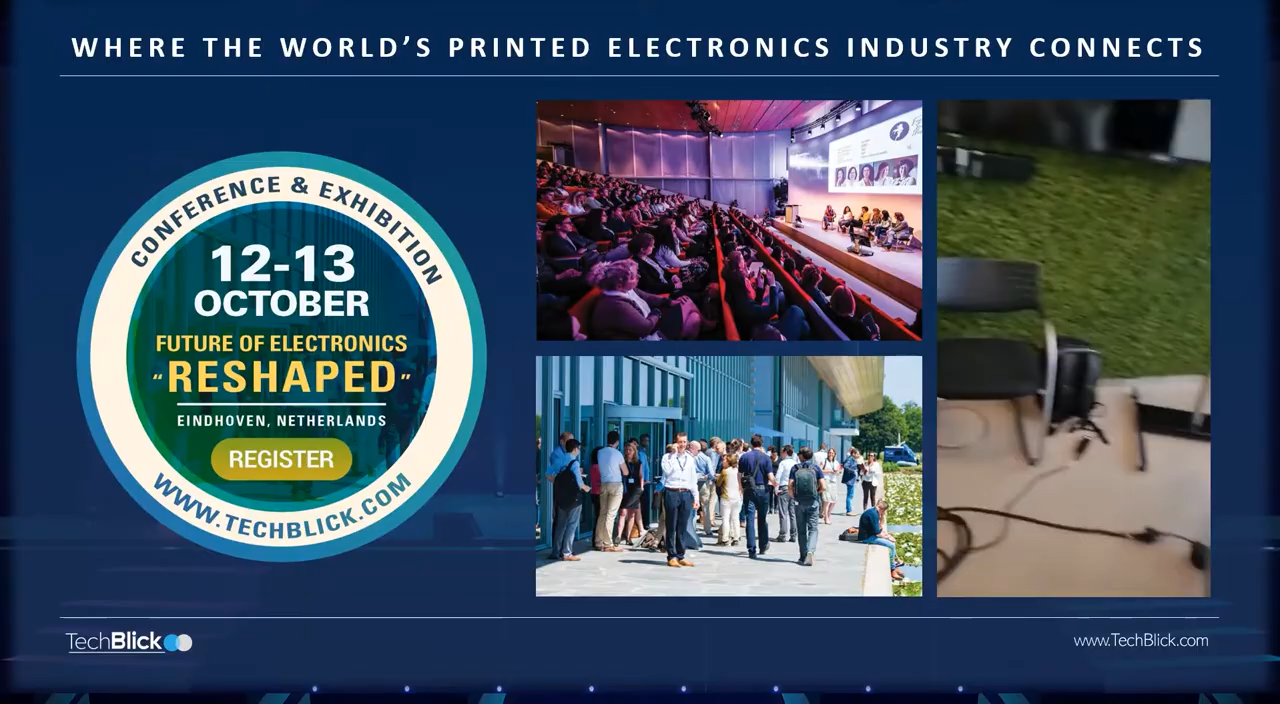 WHERE THE WORLD'S PRINTED ELECTRONICS INDUSTRY CONNECTS
CONFERENCE & EXHIBITION
12-13
OCTOBER
FUTURE OF ELECTRONICS
"RESHAPED"
EINDHOVEN, NETHERLANDS
REGISTER
WWW.TECHBLICK.COM
TechBlick
www.TechBlick.com